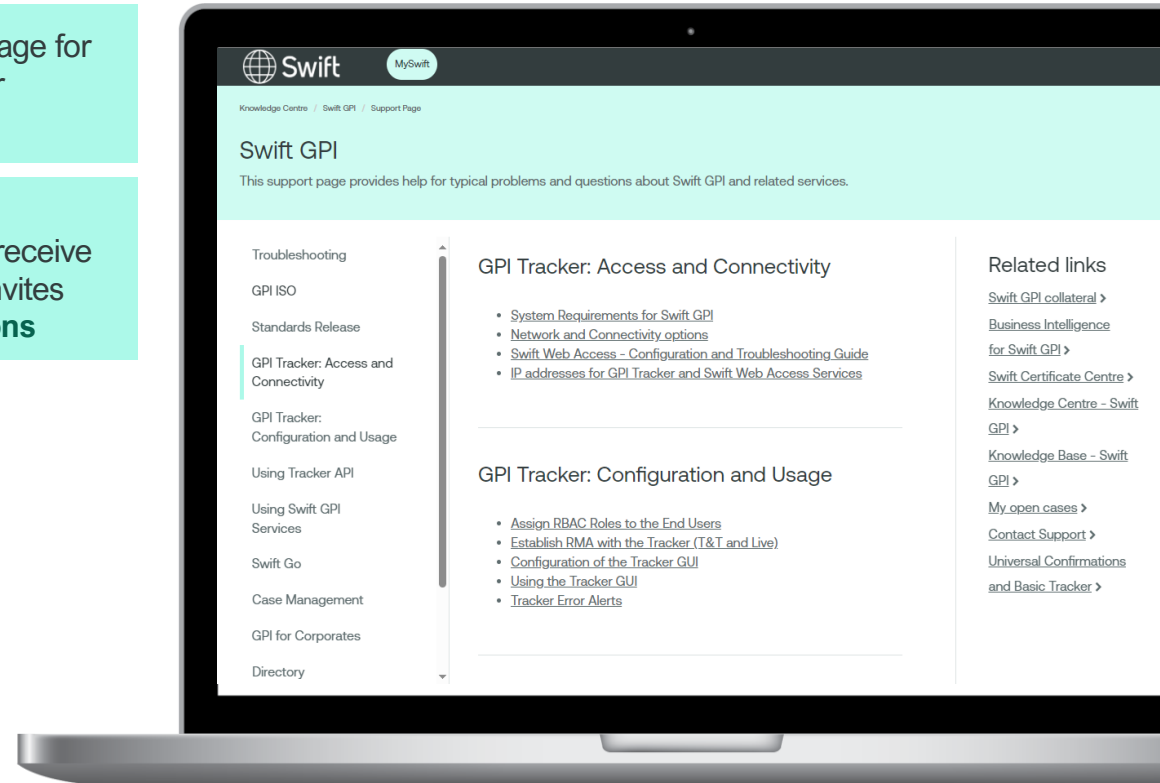 age for
r
receive
nvites
ons
Swift
MySwift
Knowledge Centre / Swift GPI / Support Page
Swift GPI
This support page provides help for typical problems and questions about Swift GPI and related services.
Troubleshooting
GPI ISO
Standards Release
GPI Tracker: Access and
Connectivity
GPI Tracker:
Configuration and Usage
Using Tracker API
Using Swift GPI
Services
Swift Go
Case Management
GPI for Corporates
Directory
GPI Tracker: Access and Connectivity
• System Requirements for Swift GPI
• Network and Connectivity options
• Swift Web Access - Configuration and Troubleshooting Guide
• IP addresses for GPI Tracker and Swift Web Access Services
GPI Tracker: Configuration and Usage
• Assign RBAC Roles to the End Users
• Establish RMA with the Tracker (T&T and Live)
• Configuration of the Tracker GUI
• Using the Tracker GUI
• Tracker Error Alerts
Related links
Swift GPI collateral >
Business Intelligence
for Swift GPI >
Swift Certificate Centre >
Knowledge Centre - Swift
GPI >
Knowledge Base - Swift
GPI >
My open cases >
Contact Support >
Universal Confirmations
and Basic Tracker >